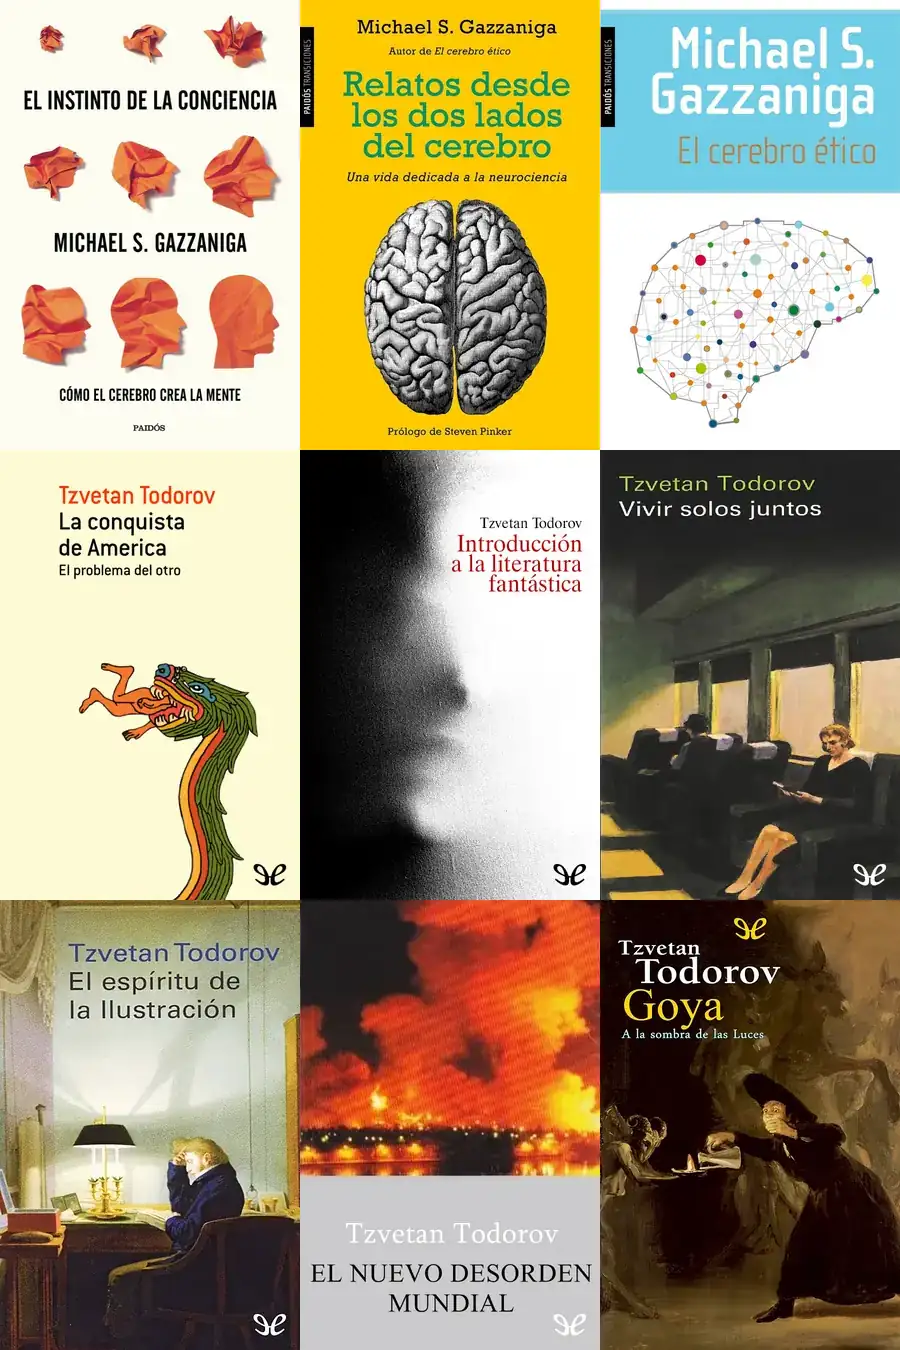 EL INSTINTO DE LA CONCIENCIA
MICHAEL S. GAZZANIGA
CÓMO EL CEREBRO CREA LA MENTE
PAIDÓS
PAIDÓS TRANSICIONES
Michael S. Gazzaniga
Autor de El cerebro ético
Relatos desde
los dos lados
del cerebro
Una vida dedicada a la neurociencia
Prólogo de Steven Pinker
PAIDÓS TRANSICIONES
Michael S.
Gazzaniga
El cerebro ético
Tzvetan Todorov
La conquista
de America
El problema del otro
Tzvetan Todorov
Introducción
a la literatura
fantástica
Tzvetan Todorov
Vivir solos juntos
Tzvetan Todorov
El espíritu de
la Ilustración
Tzvetan Todorov
EL NUEVO DESORDEN
MUNDIAL
Tzvetan
Todorov
Goya
A la sombra de las Luces